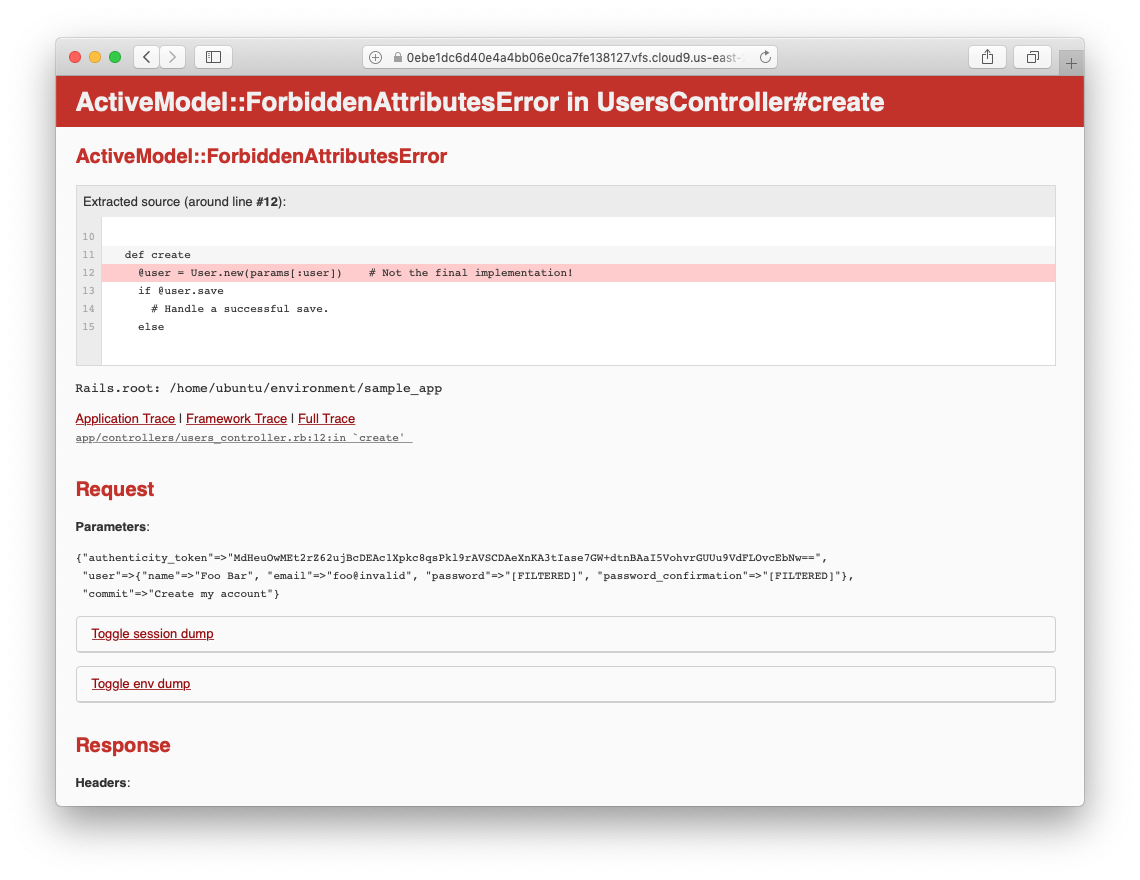 0ebe1dc6d40e4a4bb06e0ca7fe138127.vfs.cloud9.us-east-
ActiveModel::ForbiddenAttributesError in UsersController#create
ActiveModel::ForbiddenAttributesError
Extracted source (around line #12):
10
11 def create
12 @user = User.new(params[:user]) # Not the final implementation!
13 if @user.save
14 # Handle a successful save.
15 else
Rails.root: /home/ubuntu/environment/sample_app
Application Trace | Framework Trace | Full Trace
app/controllers/users_controller.rb:12:in `create'
Request
Parameters:
{"authenticity_token"=>"MdHeuOwMEt2rZ62ujBcDEAclXpkc8qsPkl9rAVSCDAeXnKA3tIase7GW+dtnBAaI5VohvrGUUu9VdFLOvcEbNw==",
"user"=>{"name"=>"Foo Bar", "email"=>"foo@invalid", "password"=>"[FILTERED]", "password_confirmation"=>"[FILTERED]"},
"commit"=>"Create my account"}
Toggle session dump
Toggle env dump
Response
Headers: